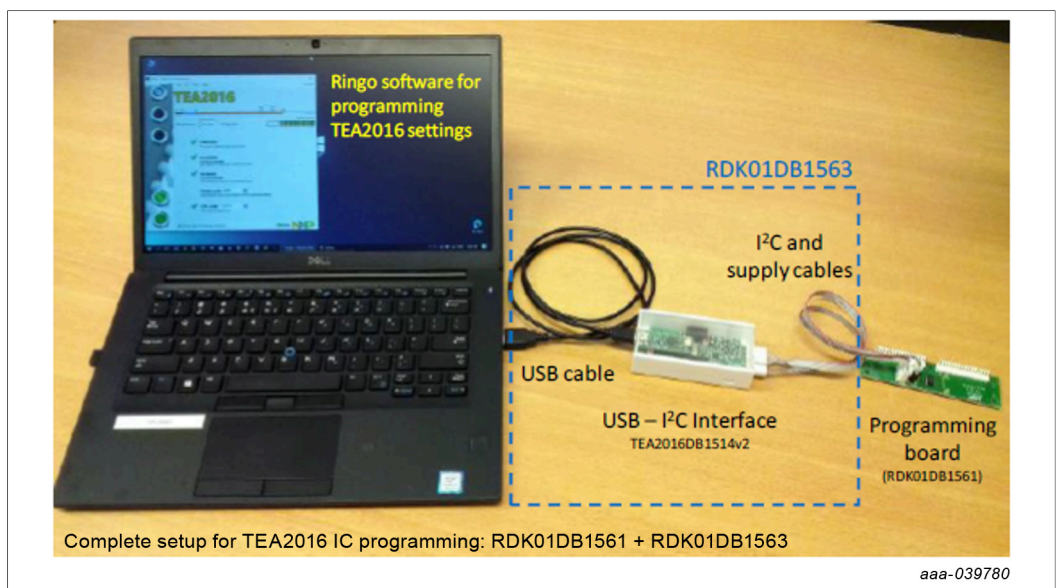 TEA2016
Ringo software for
programming
TEA2016 settings
NXP
DELL
RDK01DB1563
I²C and
supply cables
USB cable
USB – I²C Interface
TEA2016DB1514v2
Programming
board
(RDK01DB1561)
Complete setup for TEA2016 IC programming: RDK01DB1561 + RDK01DB1563
aaa-039780